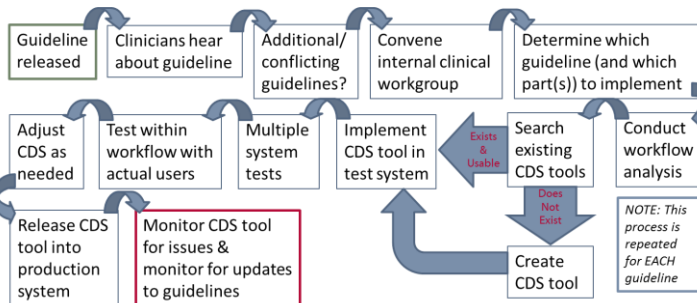 Guideline
released
Clinicians hear
about guideline
Additional/
conflicting
guidelines?
Convene
internal clinical
workgroup
Determine which
guideline (and which
part(s)) to implement
Adjust
CDS as
needed
Test within
workflow with
actual users
Multiple
system
tests
Implement
CDS tool in
test system
Exists
&
Usable
Search
existing
CDS tools
Conduct
workflow
analysis
Does
Not
Exist
Release CDS
tool into
production
system
Monitor CDS tool
for issues &
monitor for updates
to guidelines
Create
CDS tool
NOTE: This
process is
repeated
for EACH
guideline